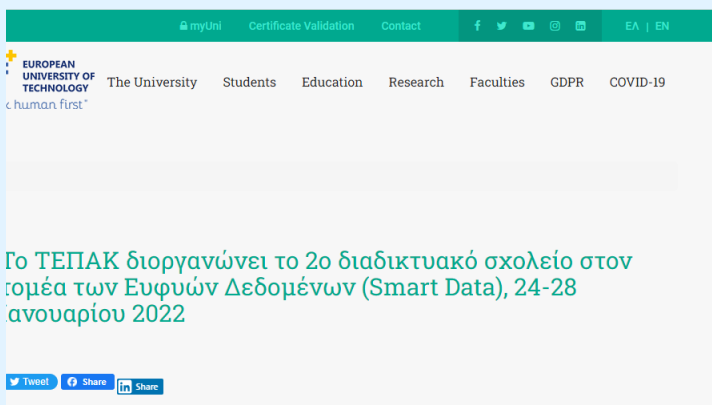 myUni Certificate Validation Contact ΕΛ | EN
EUROPEAN
UNIVERSITY OF
TECHNOLOGY
human first"
The University Students Education Research Faculties GDPR COVID-19
Το ΤΕΠΑΚ διοργανώνει το 2ο διαδικτυακό σχολείο στον
τομέα των Ευφυών Δεδομένων (Smart Data), 24-28
Ιανουαρίου 2022
Tweet Share Share